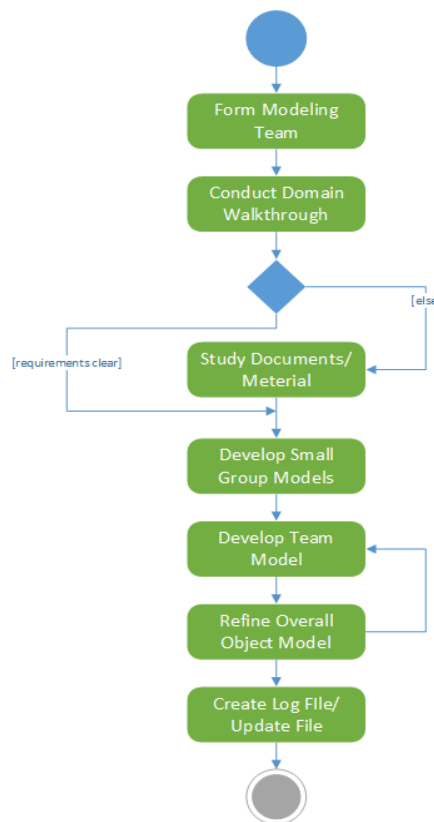 Form Modeling
Team
Conduct Domain
Walkthrough
[else
[requirements clear]
Study Documents/
Meterial
Develop Small
Group Models
Develop Team
Model
Refine Overall
Object Model
Create Log FIle/
Update File